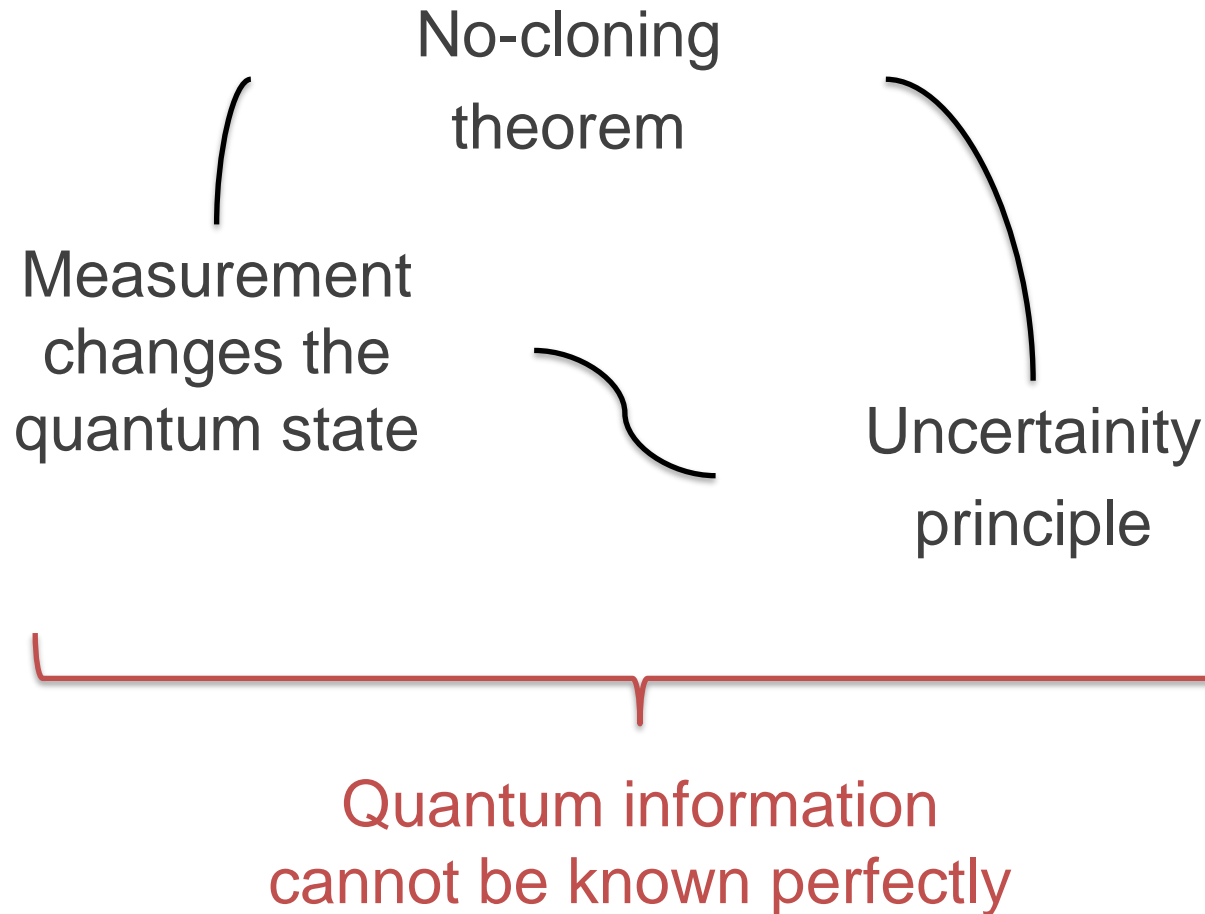 No-cloning
theorem
Measurement
changes the
quantum state
Uncertainity
principle
Quantum information
cannot be known perfectly